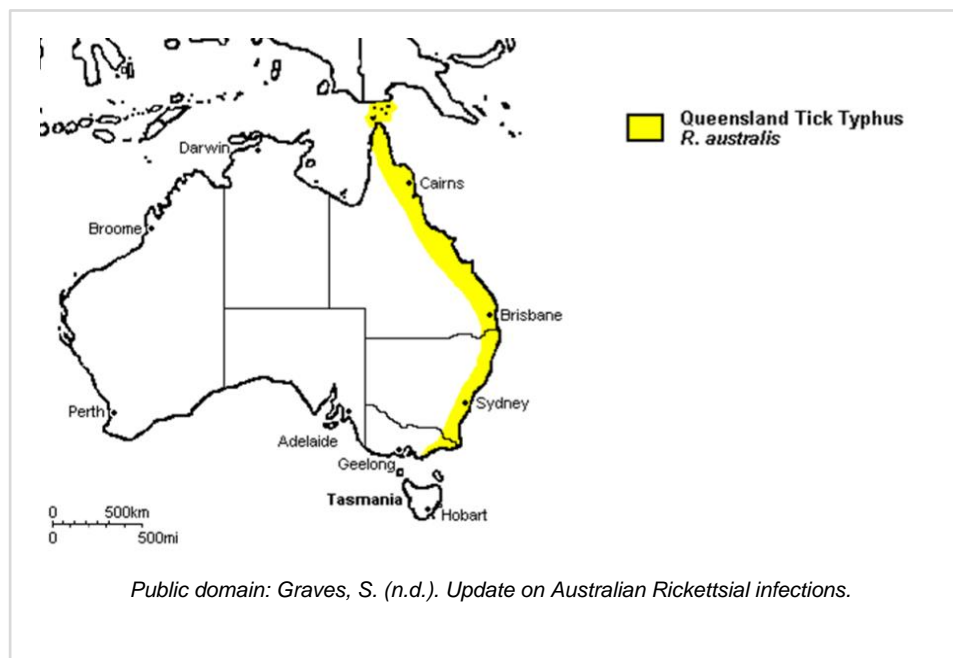 Queensland Tick Typhus
R. australis
Darwin
Cairns
Broome
Brisbane
Perth
Sydney
Adelaide
Geelong
Tasmania
Hobart
0 500km
0 500mi
Public domain: Graves, S. (n.d.). Update on Australian Rickettsial infections.